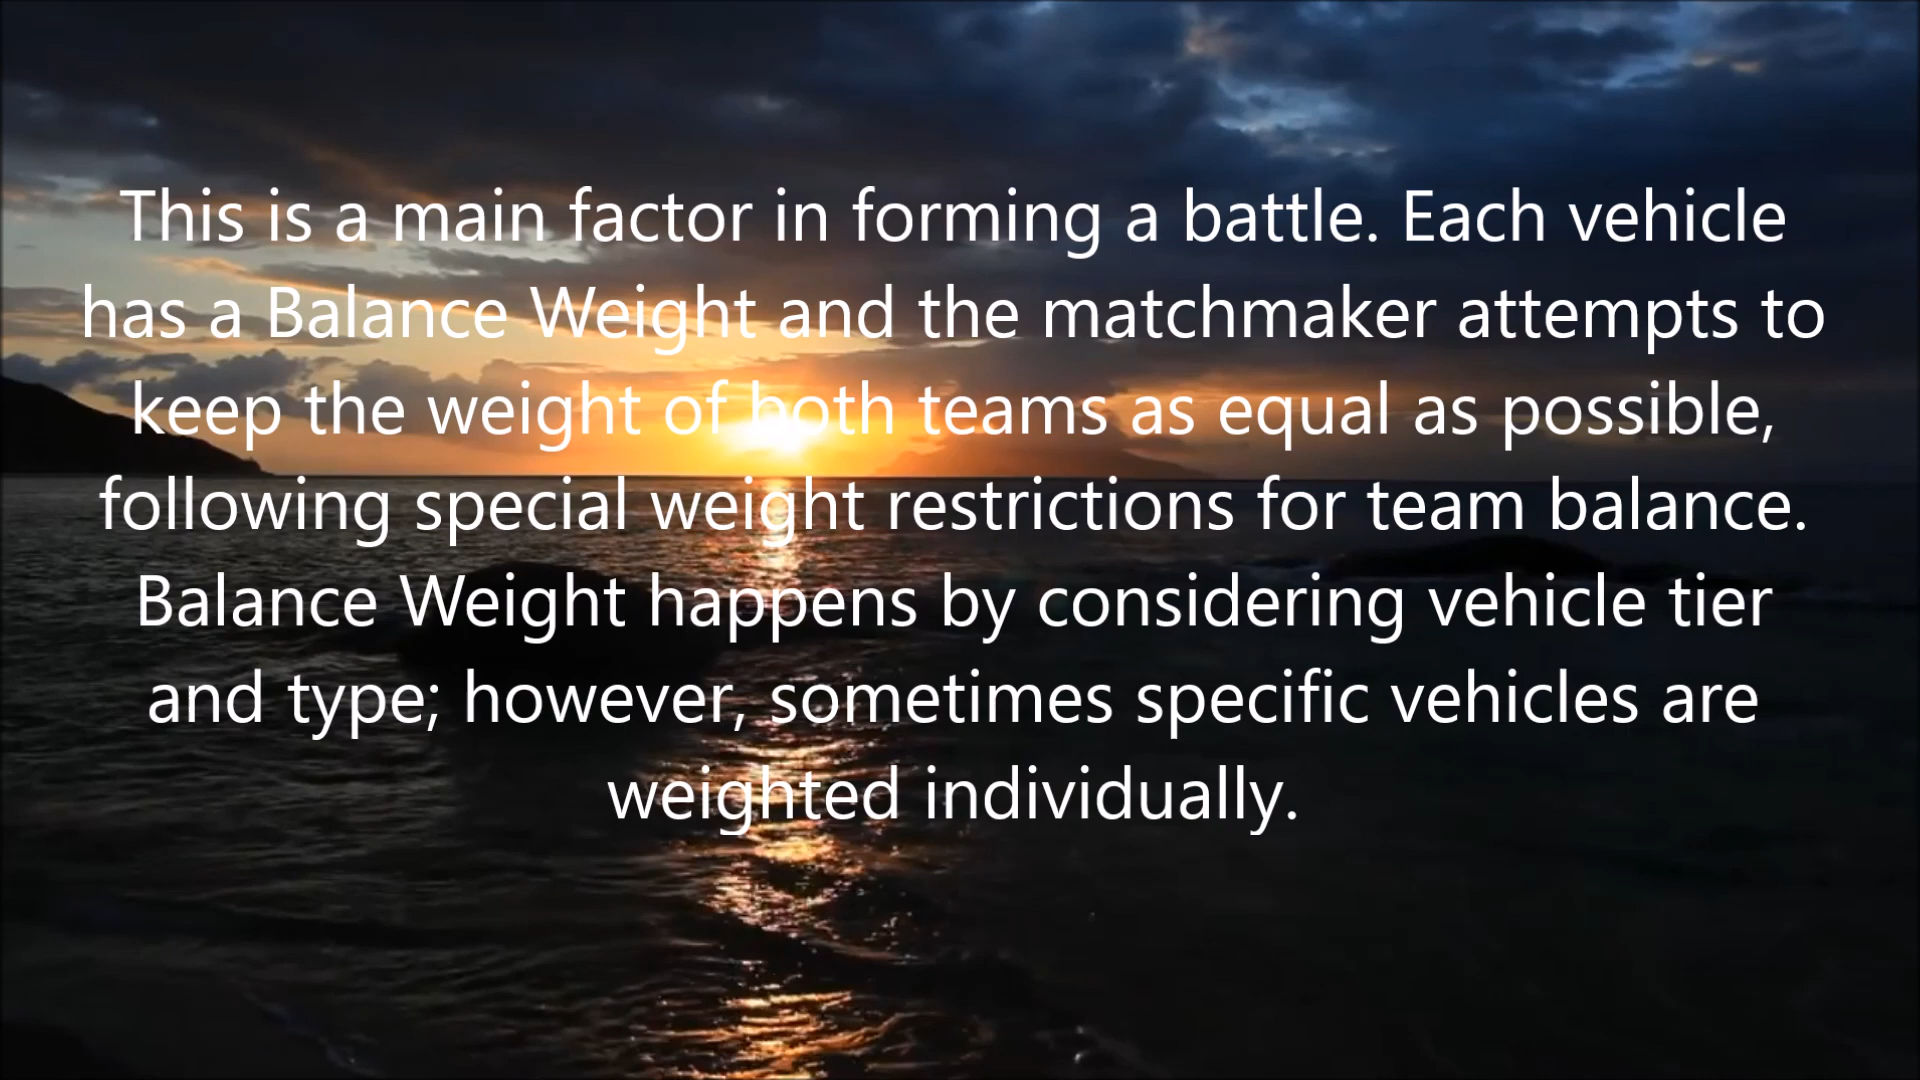 This is a main factor in forming a battle. Each vehicle
has a Balance Weight and the matchmaker attempts to
keep the weight of both teams as equal as possible,
following special weight restrictions for team balance.
Balance Weight happens by considering vehicle tier
and type; however, sometimes specific vehicles are
weighted individually.